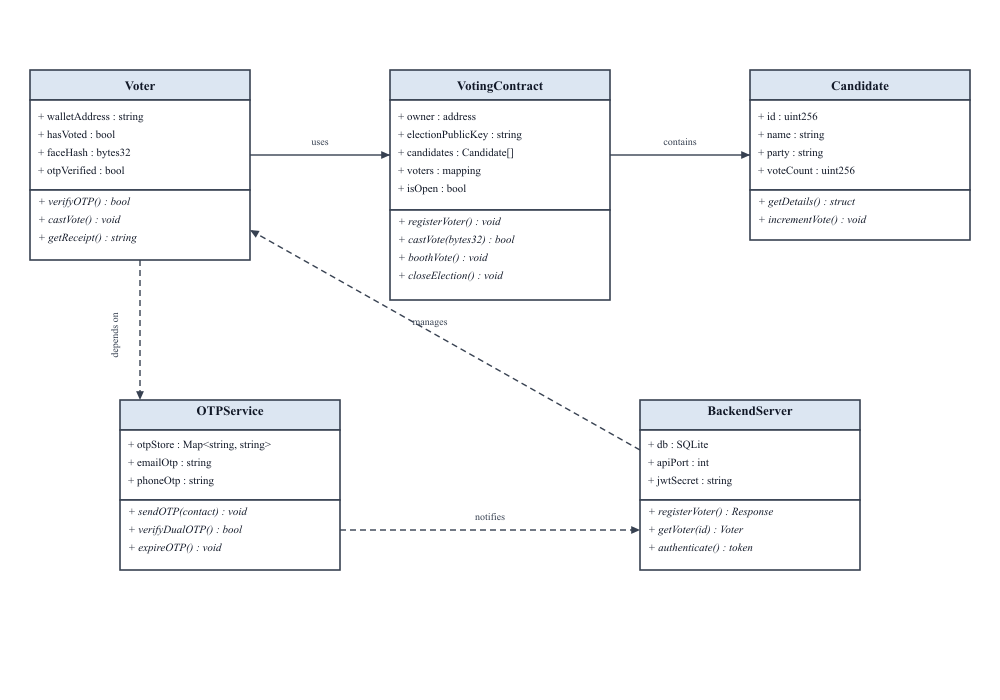 Voter
+ walletAddress : string
+ hasVoted : bool
+ faceHash : bytes32
+ otpVerified : bool
+ verifyOTP() : bool
+ castVote() : void
+ getReceipt() : string
uses
VotingContract
+ owner : address
+ electionPublicKey : string
+ candidates : Candidate[]
+ voters : mapping
+ isOpen : bool
+ registerVoter() : void
+ castVote(bytes32) : bool
+ boothVote() : void
+ closeElection() : void
contains
Candidate
+ id : uint256
+ name : string
+ party : string
+ voteCount : uint256
+ getDetails() : struct
+ incrementVote() : void
depends on
manages
OTPService
+ otpStore : Map<string, string>
+ emailOtp : string
+ phoneOtp : string
+ sendOTP(contact) : void
+ verifyDualOTP() : bool
+ expireOTP() : void
notifies
BackendServer
+ db : SQLite
+ apiPort : int
+ jwtSecret : string
+ registerVoter() : Response
+ getVoter(id) : Voter
+ authenticate() : token